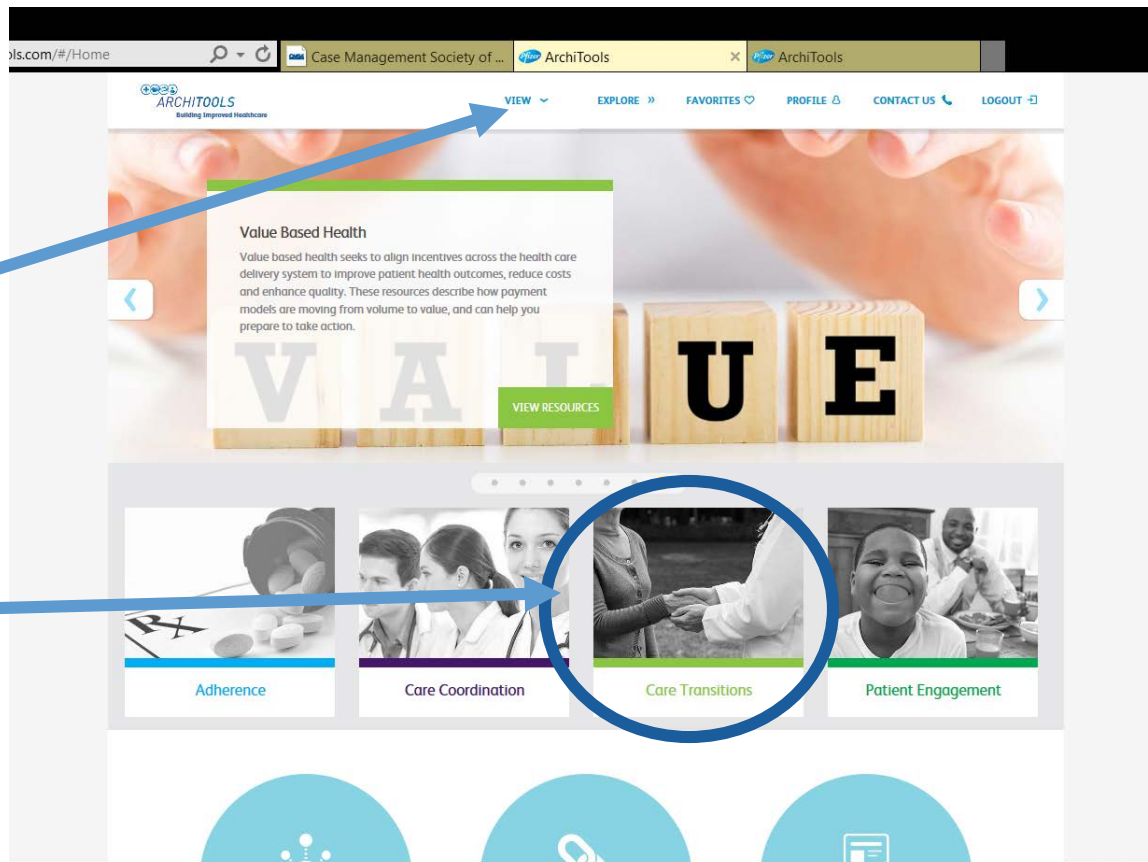 ols.com/#/Home
Case Management Society of ...
ArchiTools
ArchiTools
ARCHITOOLS
Building Improved Healthcare
VIEW
EXPLORE »
FAVORITES
PROFILE
CONTACT US
LOGOUT
Value Based Health
Value based health seeks to align incentives across the health care
delivery system to improve patient health outcomes, reduce costs
and enhance quality. These resources describe how payment
models are moving from volume to value, and can help you
prepare to take action.
VIEW RESOURCES
V A L U E
Rx
Adherence
Care Coordination
Care Transitions
Patient Engagement